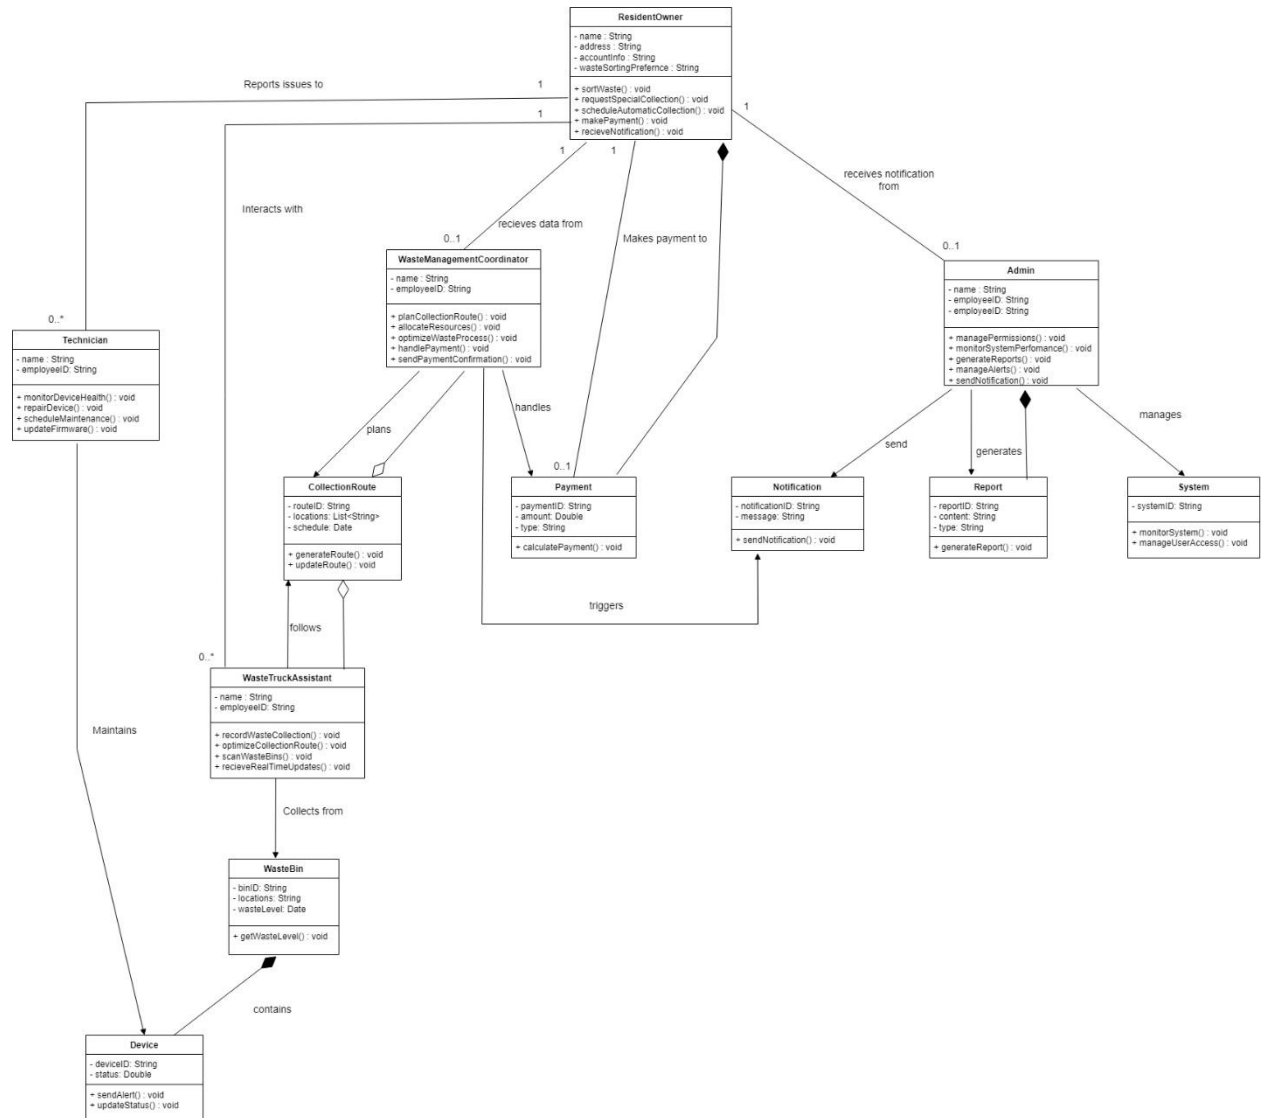 ResidentOwner
- name : String
- address : String
- accountInfo : String
- wasteSortingPrefernce : String
+ sortWaste() : void
+ requestSpecialCollection() : void
+ scheduleAutomaticCollection() : void
+ makePayment() : void
+ recieveNotification() : void
Reports issues to
1
1
1
1
1
Interacts with
recieves data from
Makes payment to
receives notification
from
0..1
0..1
WasteManagementCoordinator
- name : String
- employeeID: String
+ planCollectionRoute() : void
+ allocateResources() : void
+ optimizeWasteProcess() : void
+ handlePayment() : void
+ sendPaymentConfirmation() : void
Admin
- name : String
- employeeID: String
- employeeID: String
+ managePermissions() : void
+ monitorSystemPerfomance() : void
+ generateReports() : void
+ manageAlerts() : void
+ sendNotification() : void
0..*
Technician
- name : String
- employeeID: String
+ monitorDeviceHealth() : void
+ repairDevice() : void
+ scheduleMaintenance() : void
+ updateFirmware() : void
plans
handles
send
generates
manages
0..1
CollectionRoute
- routeID: String
- locations: List<String>
- schedule: Date
+ generateRoute() : void
+ updateRoute() : void
Payment
- paymentID: String
- amount: Double
- type: String
+ calculatePayment() : void
Notification
- notificationID: String
- message: String
+ sendNotification() : void
Report
- reportID: String
- content: String
- type: String
+ generateReport() : void
System
- systemID: String
+ monitorSystem() : void
+ manageUserAccess() : void
triggers
follows
0..*
WasteTruckAssistant
- name : String
- employeeID: String
+ recordWasteCollection() : void
+ optimizeCollectionRoute() : void
+ scanWasteBins() : void
+ recieveRealTimeUpdates() : void
Maintains
Collects from
WasteBin
- binID: String
- locations: String
- wasteLevel: Date
+ getWasteLevel() : void
contains
Device
- deviceID: String
- status: Double
+ sendAlert() : void
+ updateStatus() : void